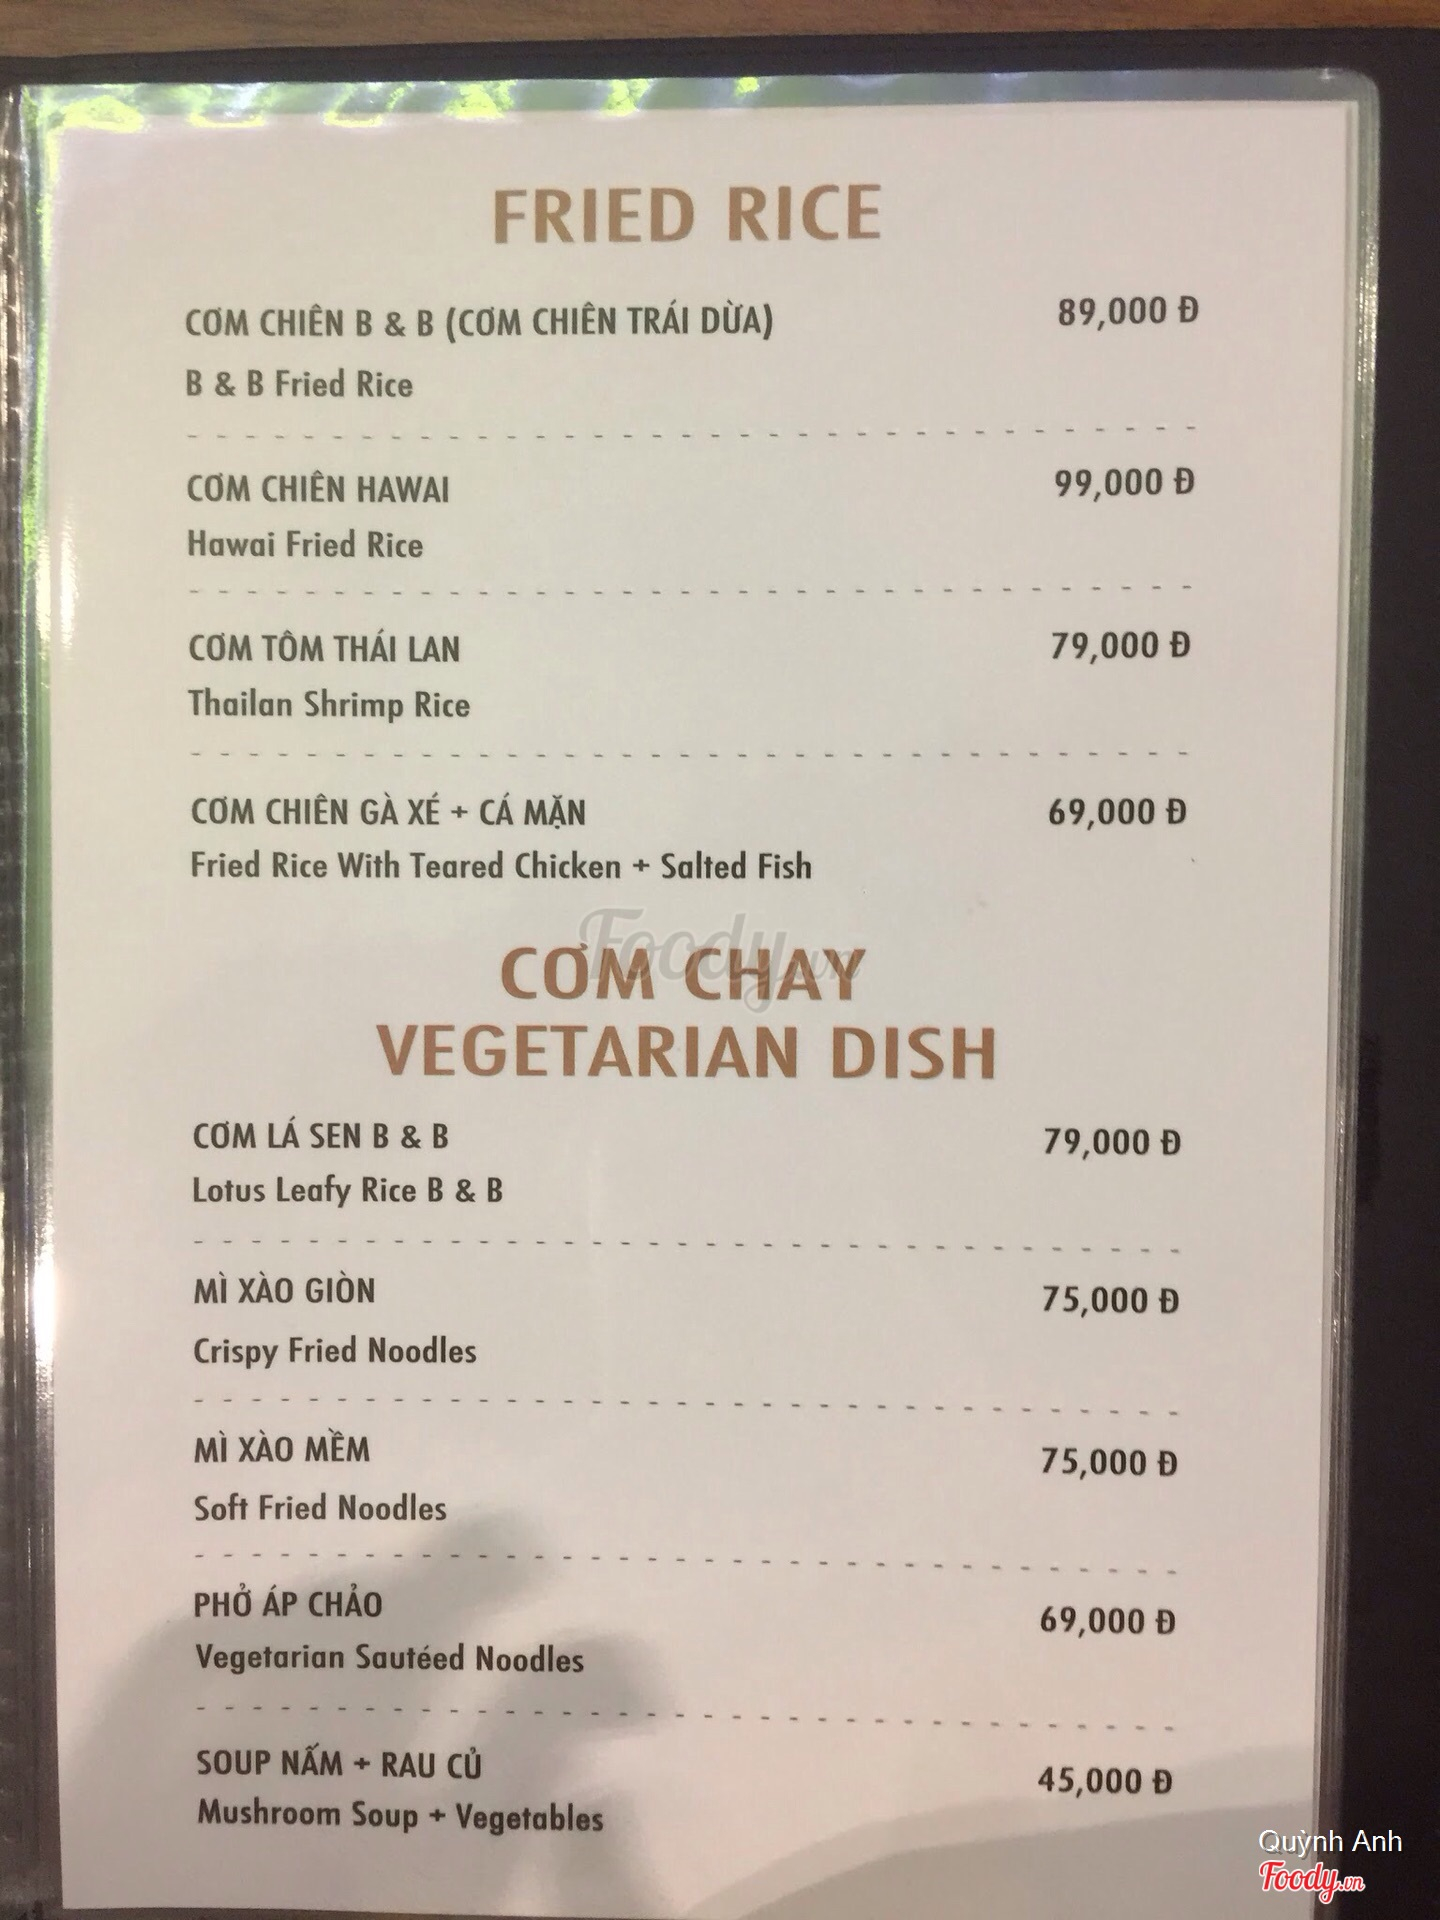 FRIED RICE
CƠM CHIÊN B & B (CƠM CHIÊN TRÁI DỪA) 89,000 Đ
B & B Fried Rice
CƠM CHIÊN HAWAI 99,000 Đ
Hawai Fried Rice
CƠM TÔM THÁI LAN 79,000 Đ
Thailan Shrimp Rice
CƠM CHIÊN GÀ XÉ + CÁ MẶN 69,000 Đ
Fried Rice With Teared Chicken + Salted Fish
Foody.vn
CƠM CHAY
VEGETARIAN DISH
CƠM LÁ SEN B & B 79,000 Đ
Lotus Leafy Rice B & B
MÌ XÀO GIÒN 75,000 Đ
Crispy Fried Noodles
MÌ XÀO MỀM 75,000 Đ
Soft Fried Noodles
PHỞ ÁP CHẢO 69,000 Đ
Vegetarian Sautéed Noodles
SOUP NẤM + RAU CỦ 45,000 Đ
Mushroom Soup + Vegetables
Quỳnh Anh
Foody.vn